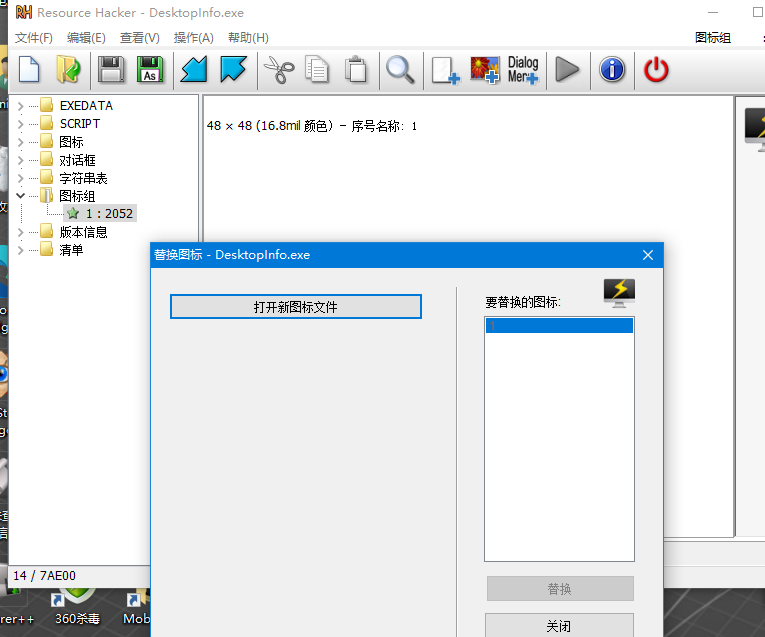 Resource Hacker - DesktopInfo.exe
文件(F) 编辑(E) 查看(V) 操作(A) 帮助(H) 图标组
As
Dialog
Men
EXEDATA
SCRIPT
图标
对话框
字符串表
图标组
1 : 2052
版本信息
清单
48 × 48 (16.8mil 颜色) - 序号名称: 1
替换图标 - DesktopInfo.exe
打开新图标文件
要替换的图标:
1
替换
关闭
14 / 7AE00
rer++ 360杀毒 Mob